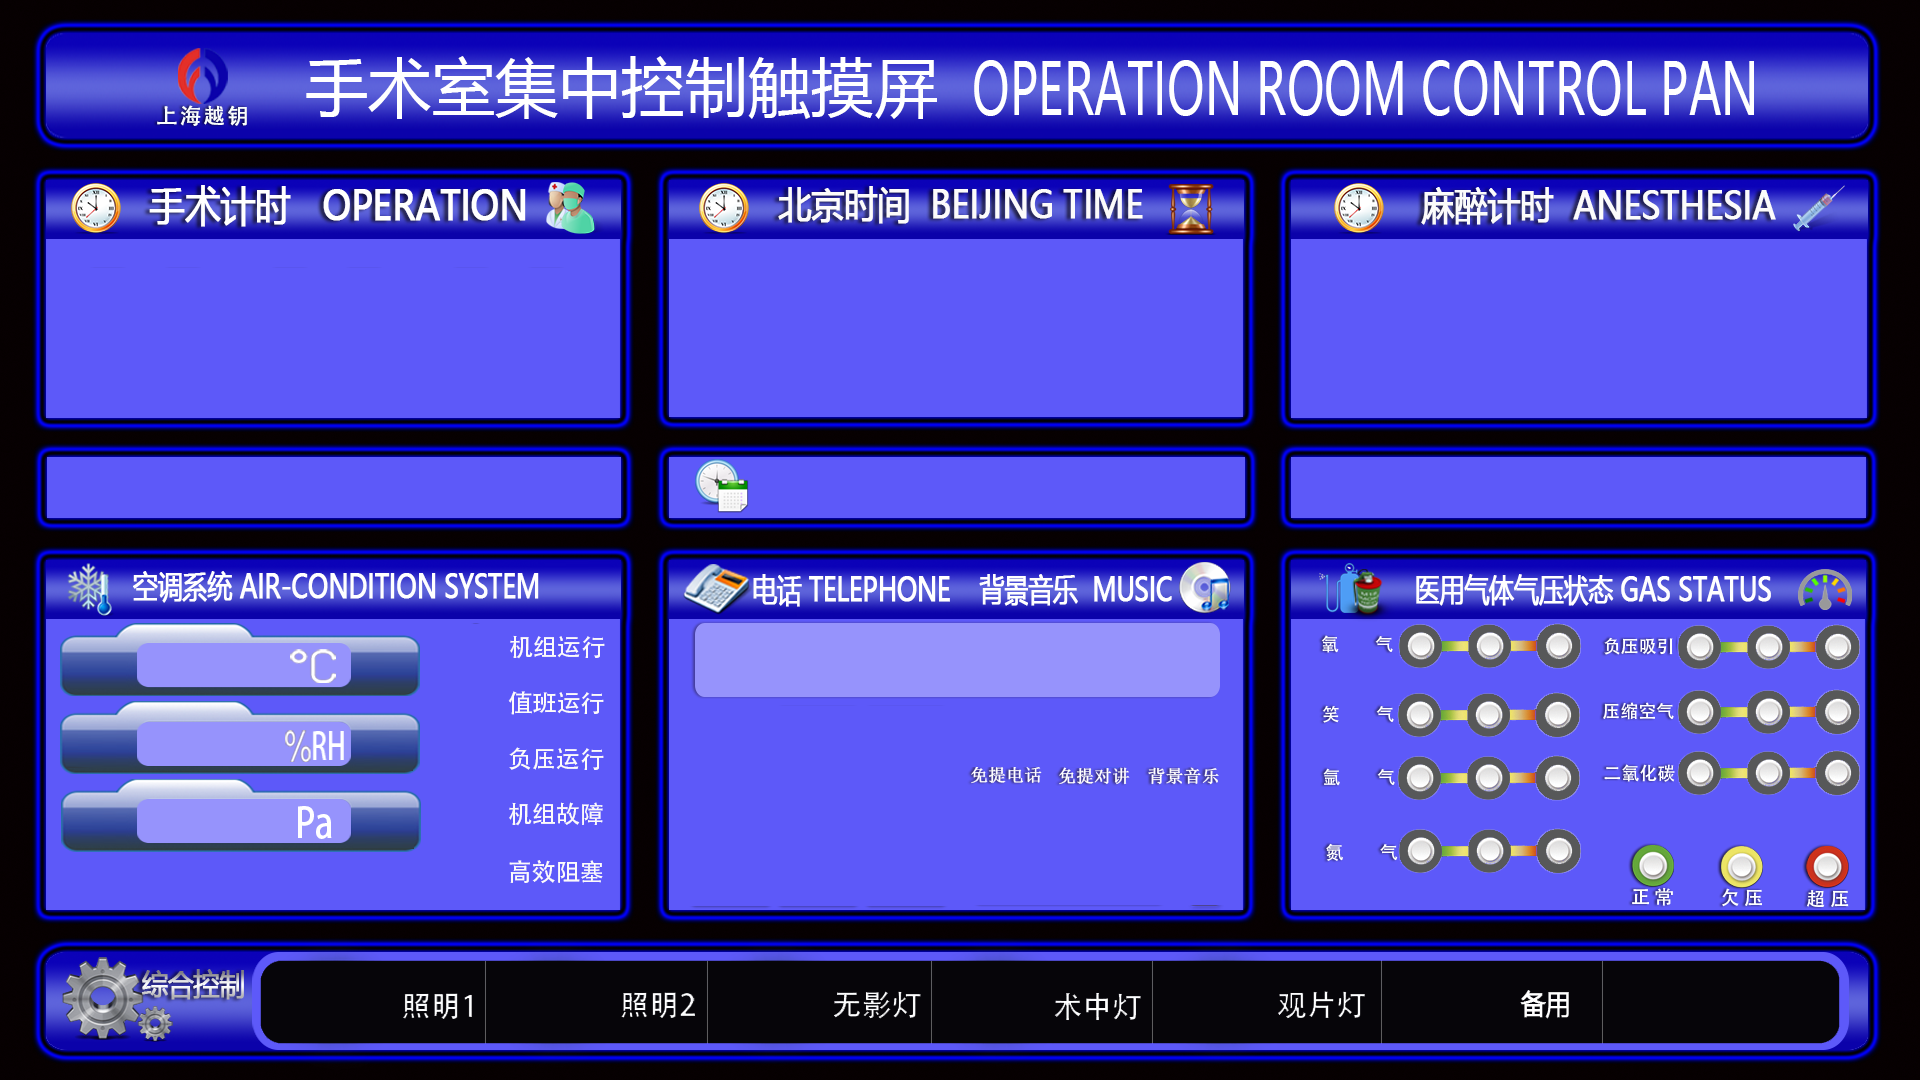 上海越钥
手术室集中控制触摸屏 OPERATION ROOM CONTROL PAN
手术计时 OPERATION
北京时间 BEIJING TIME
麻醉计时 ANESTHESIA
空调系统 AIR-CONDITION SYSTEM
°C
%RH
Pa
机组运行
值班运行
负压运行
机组故障
高效阻塞
电话 TELEPHONE 背景音乐 MUSIC
免提电话 免提对讲 背景音乐
医用气体气压状态 GAS STATUS
氧 气 负压吸引
笑 气 压缩空气
氩 气 二氧化碳
氮 气
正常 欠压 超压
综合控制
照明1 照明2 无影灯 术中灯 观片灯 备用